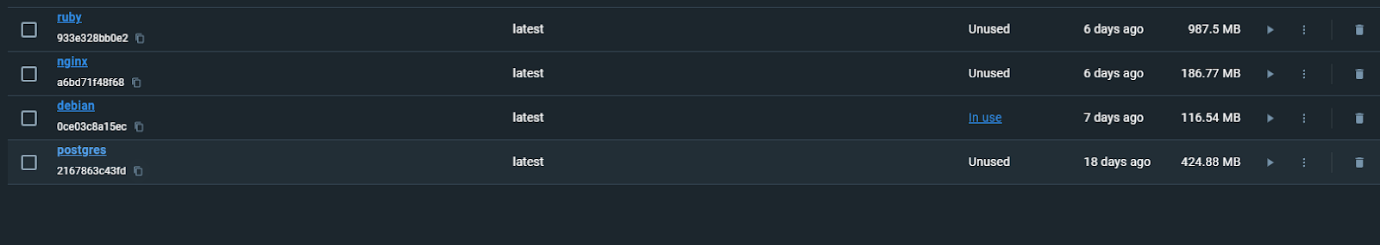 ruby
933e328bb0e2
latest
Unused
6 days ago
987.5 MB
nginx
a6bd71f48f68
latest
Unused
6 days ago
186.77 MB
debian
0ce03c8a15ec
latest
In use
7 days ago
116.54 MB
postgres
2167863c43fd
latest
Unused
18 days ago
424.88 MB